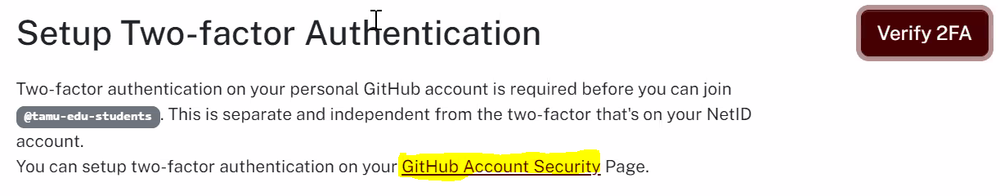 Setup Two-factor Authentication
Verify 2FA
Two-factor authentication on your personal GitHub account is required before you can join
@tamu-edu-students. This is separate and independent from the two-factor that's on your NetID
account.
You can setup two-factor authentication on your GitHub Account Security Page.